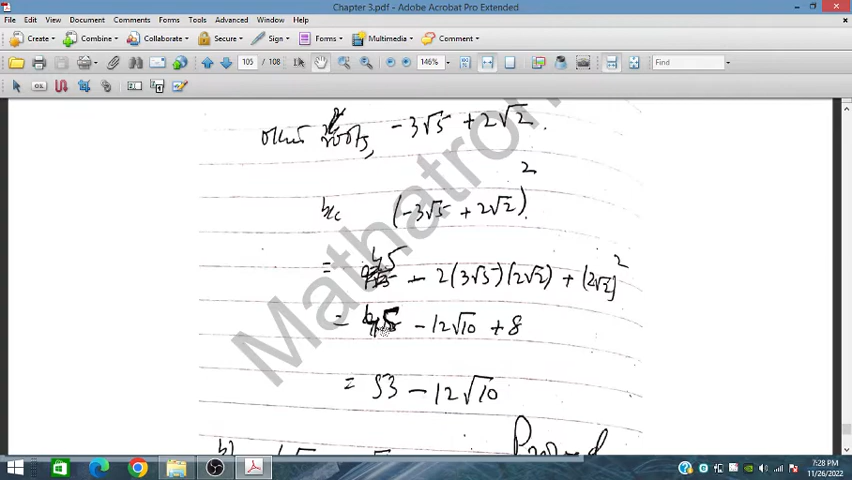 Chapter 3.pdf - Adobe Acrobat Pro Extended
File Edit View Document Comments Forms Tools Advanced Window Help
Create Combine Collaborate Secure Sign Forms Multimedia Comment
105 / 108 146% Find
other roots, -3√5 + 2√2.
b/c (-3√5 + 2√2)².
= 45 - 2(3√5)(2√2) + (2√2)²
= 45 - 12√10 + 8
= 53 - 12√10
Proved
b)
Mathatron
7:28 PM
11/26/2022